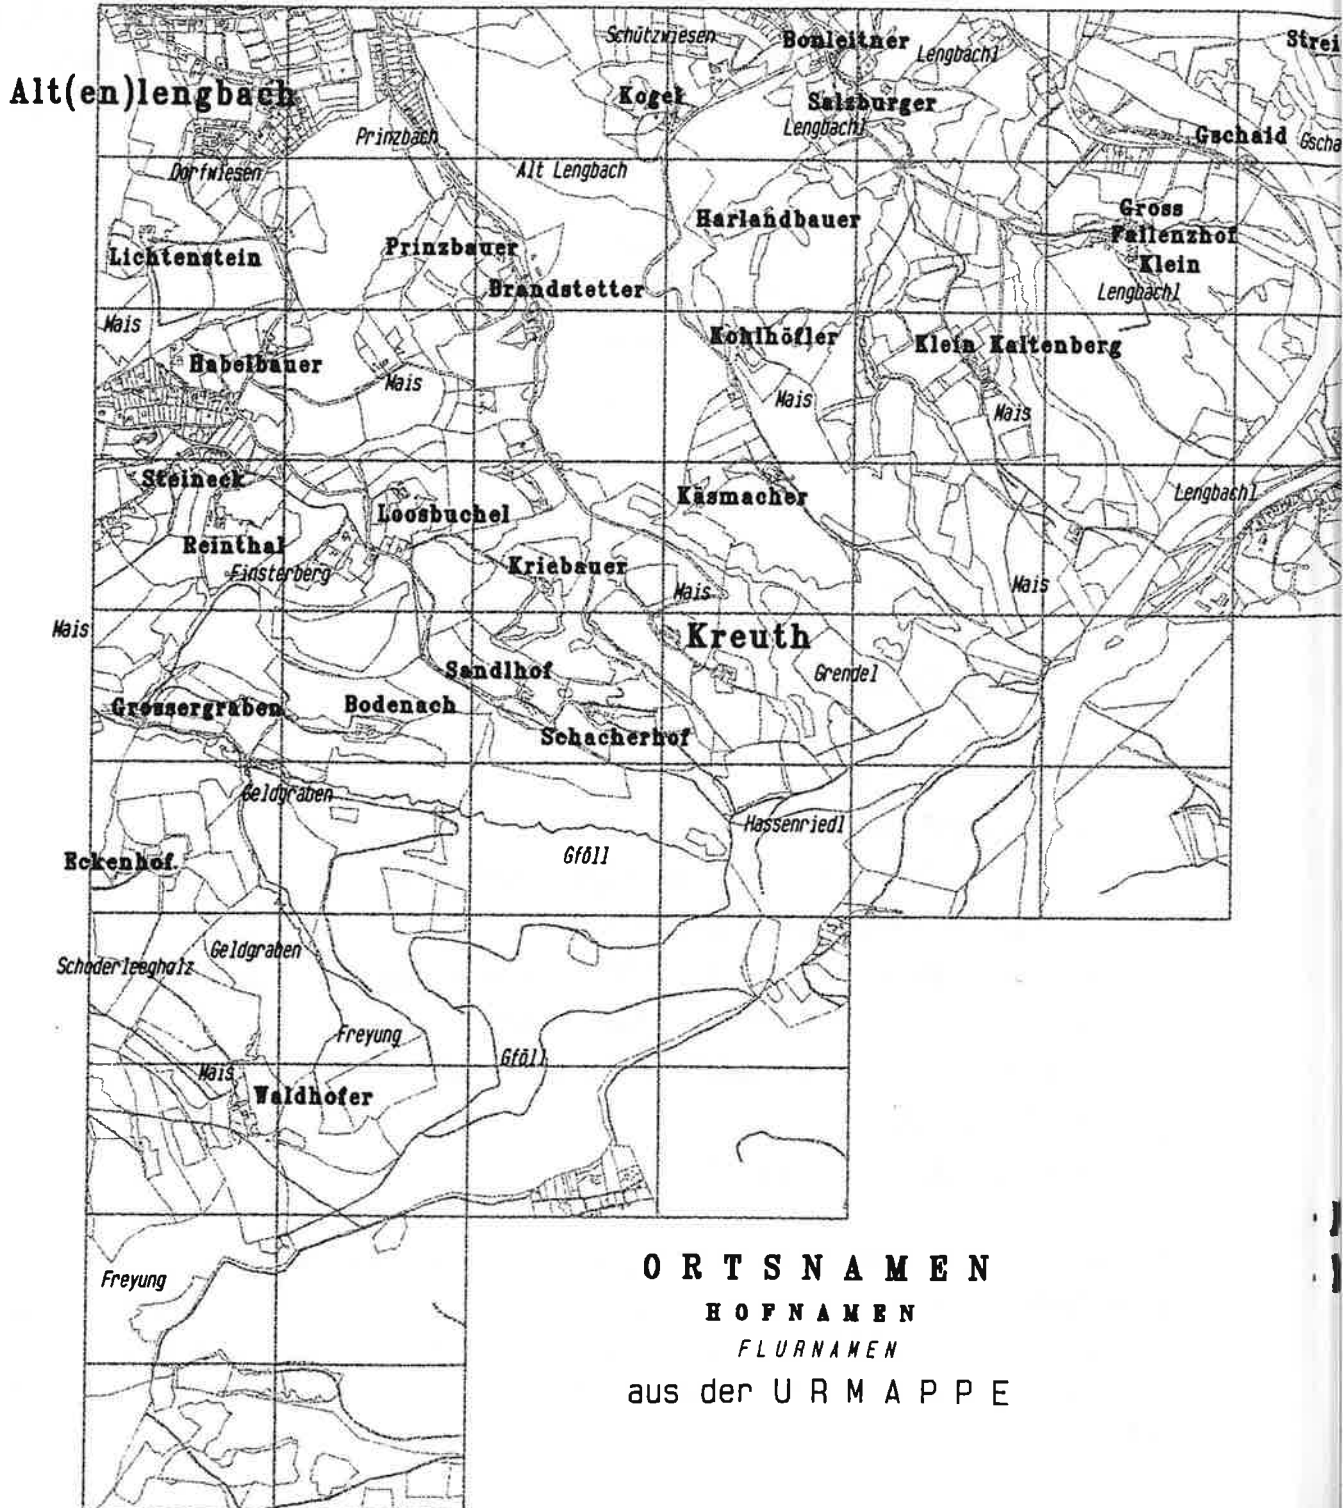 Schützwiesen
Bonleitner
Lengbachl
Strei
Alt(en)lengbach
Kogel
Salzburger
Lengbachl
Prinzbach
Gschaid
Gscha
Dorfwiesen
Alt Lengbach
Harlandbauer
Gross
Fallenzhof
Klein
Lengbachl
Lichtenstein
Prinzbauer
Brandstetter
Mais
Habelbauer
Mais
Kohlhöfler
Klein Kaltenberg
Mais
Mais
Steineck
Loosbuchel
Käsmacher
Lengbachl
Reinthal
Finsterberg
Kriebauer
Mais
Mais
Mais
Kreuth
Sandlhof
Grendel
Grossergraben
Bodenach
Schacherhof
Geldgraben
Hassenriedl
Gföll
Eckenhof.
Geldgraben
Schoderleegholz
Freyung
Gföll
Mais
Waldhofer
Freyung
ORTSNAMEN
HOFNAMEN
FLURNAMEN
aus der URMAPPE